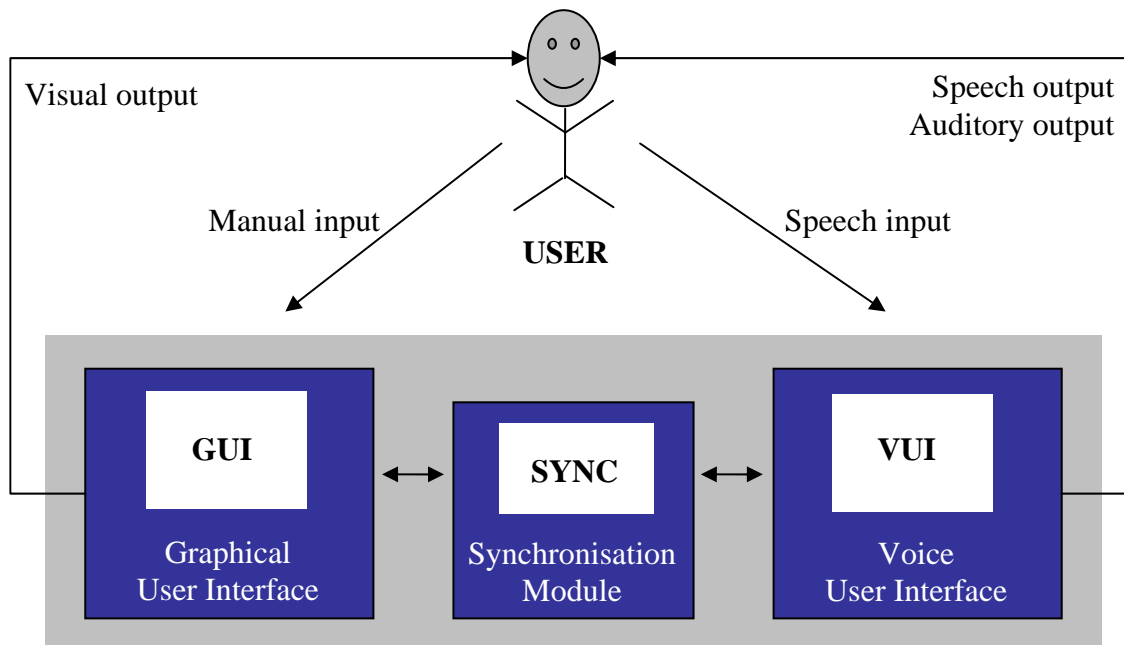 Visual output
Speech output
Auditory output
Manual input
Speech input
USER
GUI
Graphical
User Interface
SYNC
Synchronisation
Module
VUI
Voice
User Interface